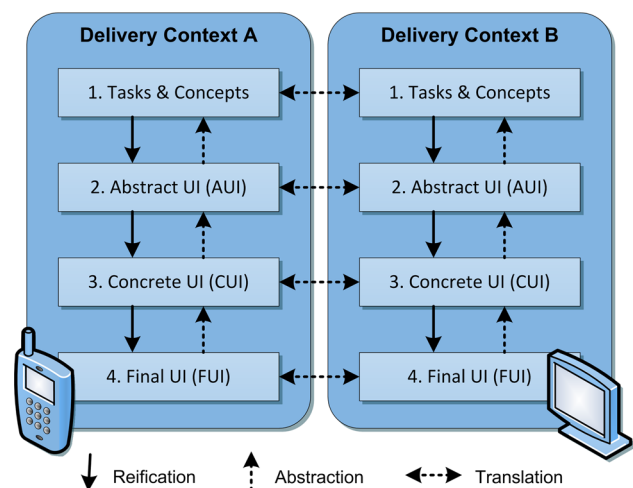 Delivery Context A
Delivery Context B
1. Tasks & Concepts
1. Tasks & Concepts
2. Abstract UI (AUI)
2. Abstract UI (AUI)
3. Concrete UI (CUI)
3. Concrete UI (CUI)
4. Final UI (FUI)
4. Final UI (FUI)
Reification
Abstraction
Translation